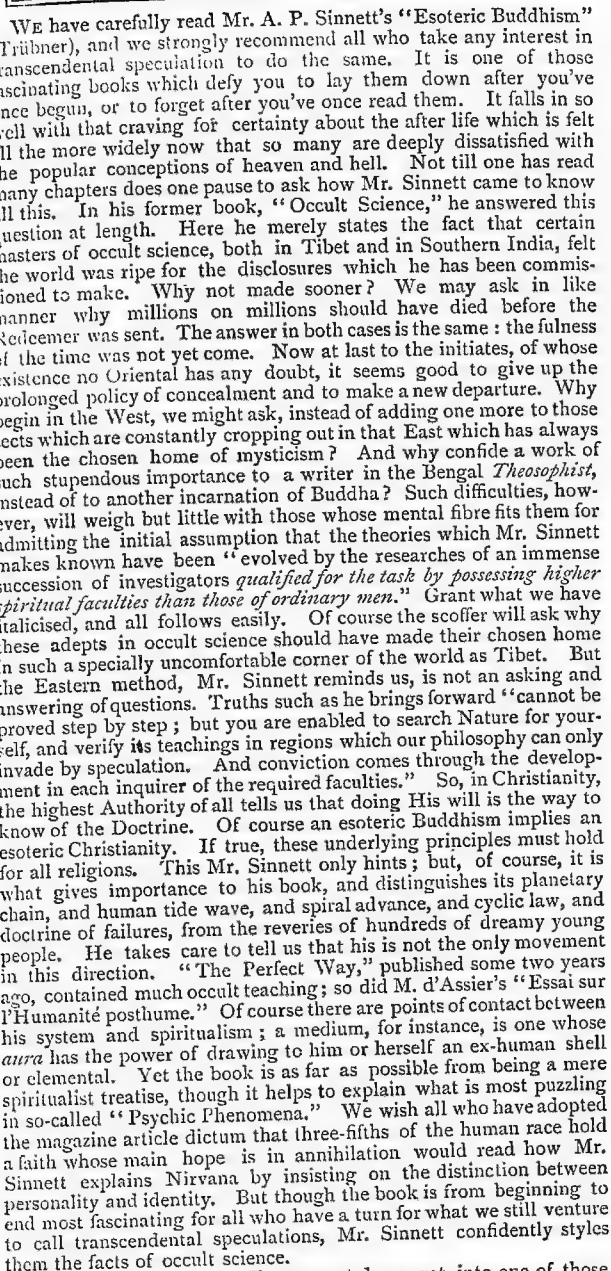 WE have carefully read Mr. A. P. Sinnett's "Esoteric Buddhism"
Trübner), and we strongly recommend all who take any interest in
ranscendental speculation to do the same. It is one of those
ascinating books which defy you to lay them down after you've
nce begun, or to forget after you've once read them. It falls in so
ell with that craving for certainty about the after life which is felt
ll the more widely now that so many are deeply dissatisfied with
he popular conceptions of heaven and hell. Not till one has read
nany chapters does one pause to ask how Mr. Sinnett came to know
ll this. In his former book, "Occult Science," he answered this
uestion at length. Here he merely states the fact that certain
nasters of occult science, both in Tibet and in Southern India, felt
he world was ripe for the disclosures which he has been commis-
ioned to make. Why not made sooner? We may ask in like
nanner why millions on millions should have died before the
Redeemer was sent. The answer in both cases is the same : the fulness
f the time was not yet come. Now at last to the initiates, of whose
xistence no Oriental has any doubt, it seems good to give up the
prolonged policy of concealment and to make a new departure. Why
begin in the West, we might ask, instead of adding one more to those
ects which are constantly cropping out in that East which has always
been the chosen home of mysticism? And why confide a work of
such stupendous importance to a writer in the Bengal Theosophist,
nstead of to another incarnation of Buddha? Such difficulties, how-
ever, will weigh but little with those whose mental fibre fits them for
admitting the initial assumption that the theories which Mr. Sinnett
makes known have been "evolved by the researches of an immense
succession of investigators qualified for the task by possessing higher
spiritual faculties than those of ordinary men." Grant what we have
italicised, and all follows easily. Of course the scoffer will ask why
these adepts in occult science should have made their chosen home
in such a specially uncomfortable corner of the world as Tibet. But
the Eastern method, Mr. Sinnett reminds us, is not an asking and
answering of questions. Truths such as he brings forward "cannot be
proved step by step ; but you are enabled to search Nature for your-
self, and verify its teachings in regions which our philosophy can only
invade by speculation. And conviction comes through the develop-
ment in each inquirer of the required faculties." So, in Christianity,
the highest Authority of all tells us that doing His will is the way to
know of the Doctrine. Of course an esoteric Buddhism implies an
esoteric Christianity. If true, these underlying principles must hold
for all religions. This Mr. Sinnett only hints ; but, of course, it is
what gives importance to his book, and distinguishes its planetary
chain, and human tide wave, and spiral advance, and cyclic law, and
doctrine of failures, from the reveries of hundreds of dreamy young
people. He takes care to tell us that his is not the only movement
in this direction. "The Perfect Way," published some two years
ago, contained much occult teaching; so did M. d'Assier's "Essai sur
l'Humanité posthume." Of course there are points of contact between
his system and spiritualism ; a medium, for instance, is one whose
aura has the power of drawing to him or herself an ex-human shell
or elemental. Yet the book is as far as possible from being a mere
spiritualist treatise, though it helps to explain what is most puzzling
in so-called "Psychic Phenomena." We wish all who have adopted
the magazine article dictum that three-fifths of the human race hold
a faith whose main hope is in annihilation would read how Mr.
Sinnett explains Nirvana by insisting on the distinction between
personality and identity. But though the book is from beginning to
end most fascinating for all who have a turn for what we still venture
to call transcendental speculations, Mr. Sinnett confidently styles
them the facts of occult science.
into one of those